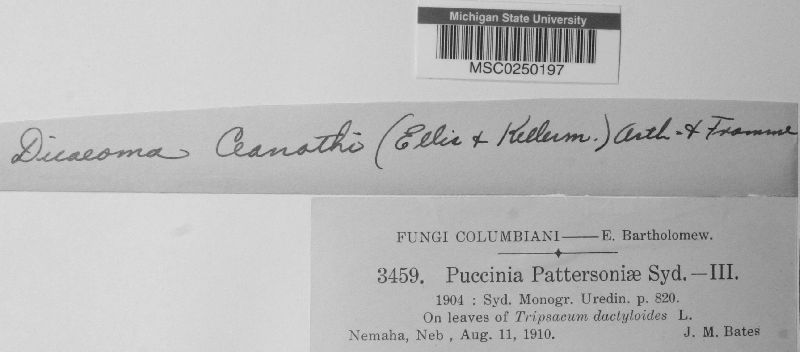 Michigan State University
MSC0250197
Dicaeoma Ceanothi (Ellis & Kellerm.) Arth. & Fromme
FUNGI COLUMBIANI—E. Bartholomew.
3459. Puccinia Pattersoniæ Syd.—III.
1904 : Syd. Monogr. Uredin. p. 820.
On leaves of Tripsacum dactyloides L.
Nemaha, Neb , Aug. 11, 1910. J. M. Bates